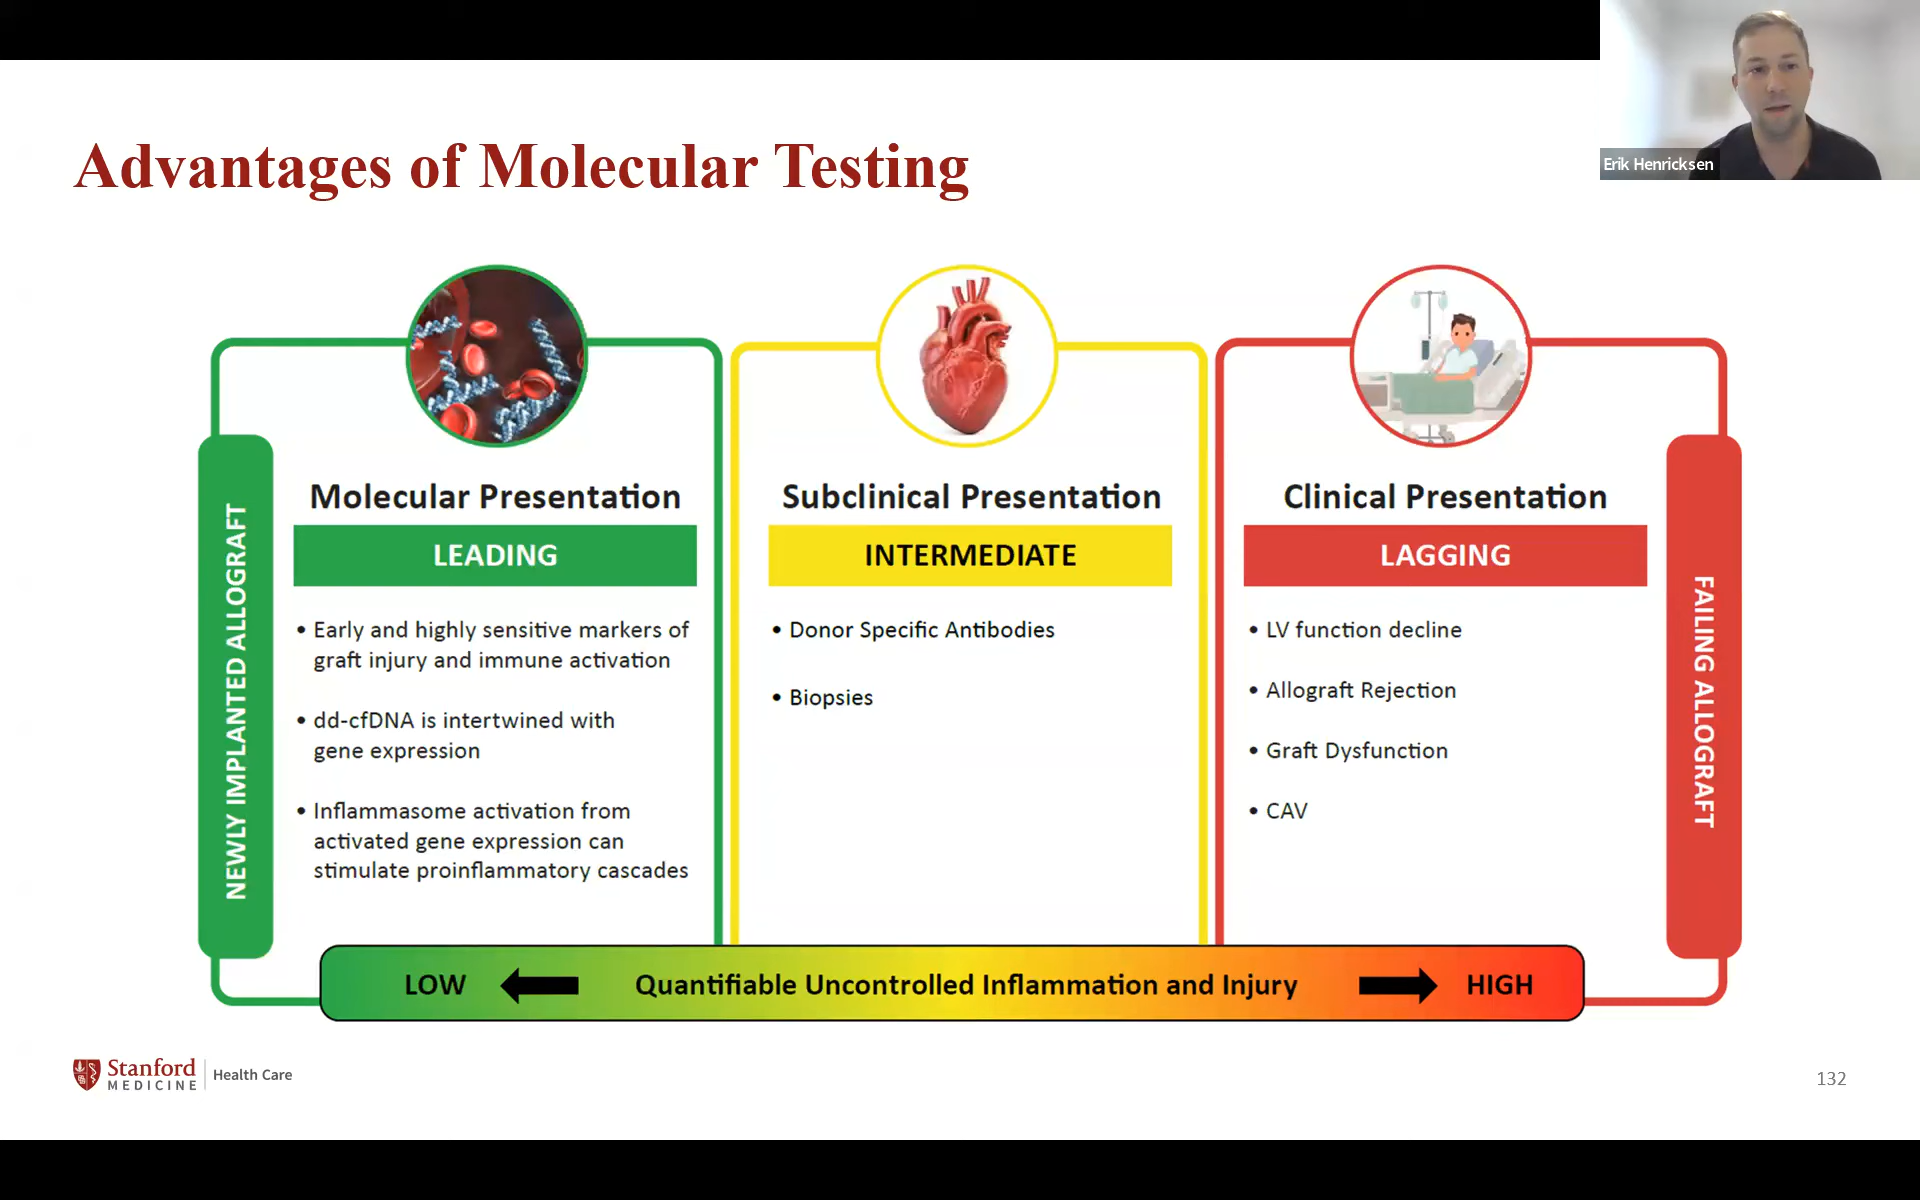 Erik Henricksen
Advantages of Molecular Testing
NEWLY IMPLANTED ALLOGRAFT
Molecular Presentation
LEADING
• Early and highly sensitive markers of
graft injury and immune activation
• dd-cfDNA is intertwined with
gene expression
• Inflammasome activation from
activated gene expression can
stimulate proinflammatory cascades
Subclinical Presentation
INTERMEDIATE
• Donor Specific Antibodies
• Biopsies
Clinical Presentation
LAGGING
• LV function decline
• Allograft Rejection
• Graft Dysfunction
• CAV
FAILING ALLOGRAFT
LOW Quantifiable Uncontrolled Inflammation and Injury HIGH
Stanford
MEDICINE
Health Care
132